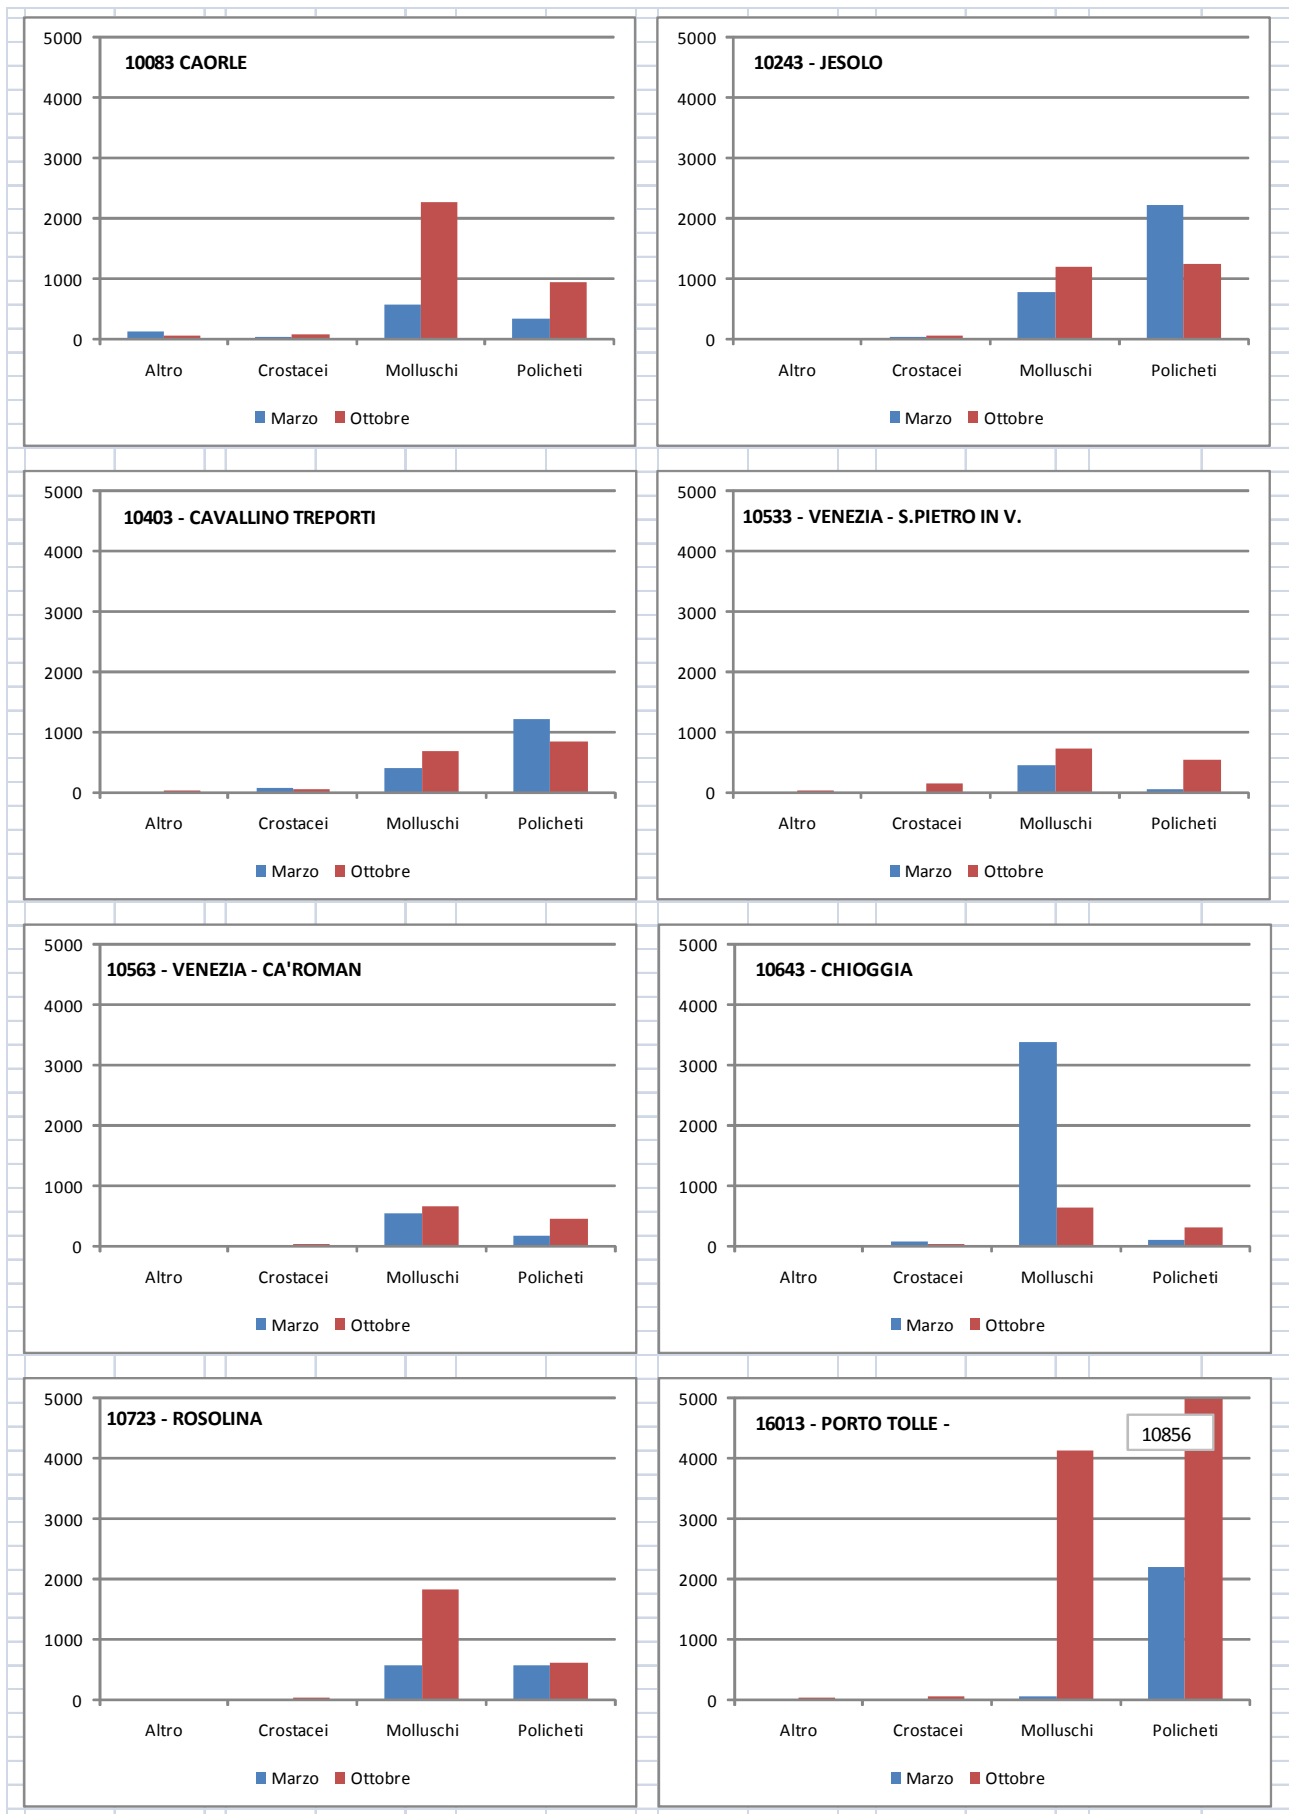 10083 CAORLE
5000
4000
3000
2000
1000
0
Altro Crostacei Molluschi Policheti
Marzo Ottobre
10243 - JESOLO
5000
4000
3000
2000
1000
0
Altro Crostacei Molluschi Policheti
Marzo Ottobre
10403 - CAVALLINO TREPORTI
5000
4000
3000
2000
1000
0
Altro Crostacei Molluschi Policheti
Marzo Ottobre
10533 - VENEZIA - S.PIETRO IN V.
5000
4000
3000
2000
1000
0
Altro Crostacei Molluschi Policheti
Marzo Ottobre
10563 - VENEZIA - CA'ROMAN
5000
4000
3000
2000
1000
0
Altro Crostacei Molluschi Policheti
Marzo Ottobre
10643 - CHIOGGIA
5000
4000
3000
2000
1000
0
Altro Crostacei Molluschi Policheti
Marzo Ottobre
10723 - ROSOLINA
5000
4000
3000
2000
1000
0
Altro Crostacei Molluschi Policheti
Marzo Ottobre
16013 - PORTO TOLLE -
10856
5000
4000
3000
2000
1000
0
Altro Crostacei Molluschi Policheti
Marzo Ottobre